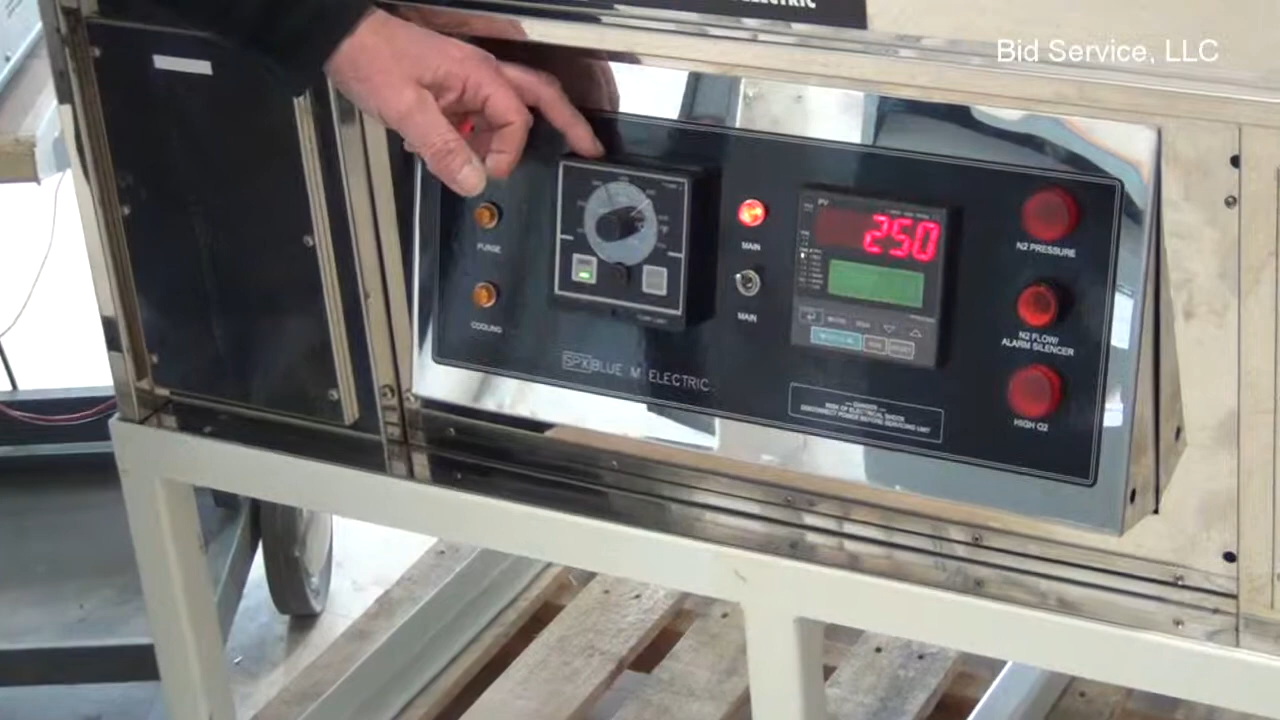 ELECTRIC
Bid Service, LLC
PURGE
COOLING
MAIN
MAIN
PV
250
N2 PRESSURE
N2 FLOW/
ALARM SILENCER
HIGH O2
SPX BLUE M ELECTRIC
DANGER
RISK OF ELECTRICAL SHOCK
DISCONNECT POWER BEFORE SERVICING UNIT